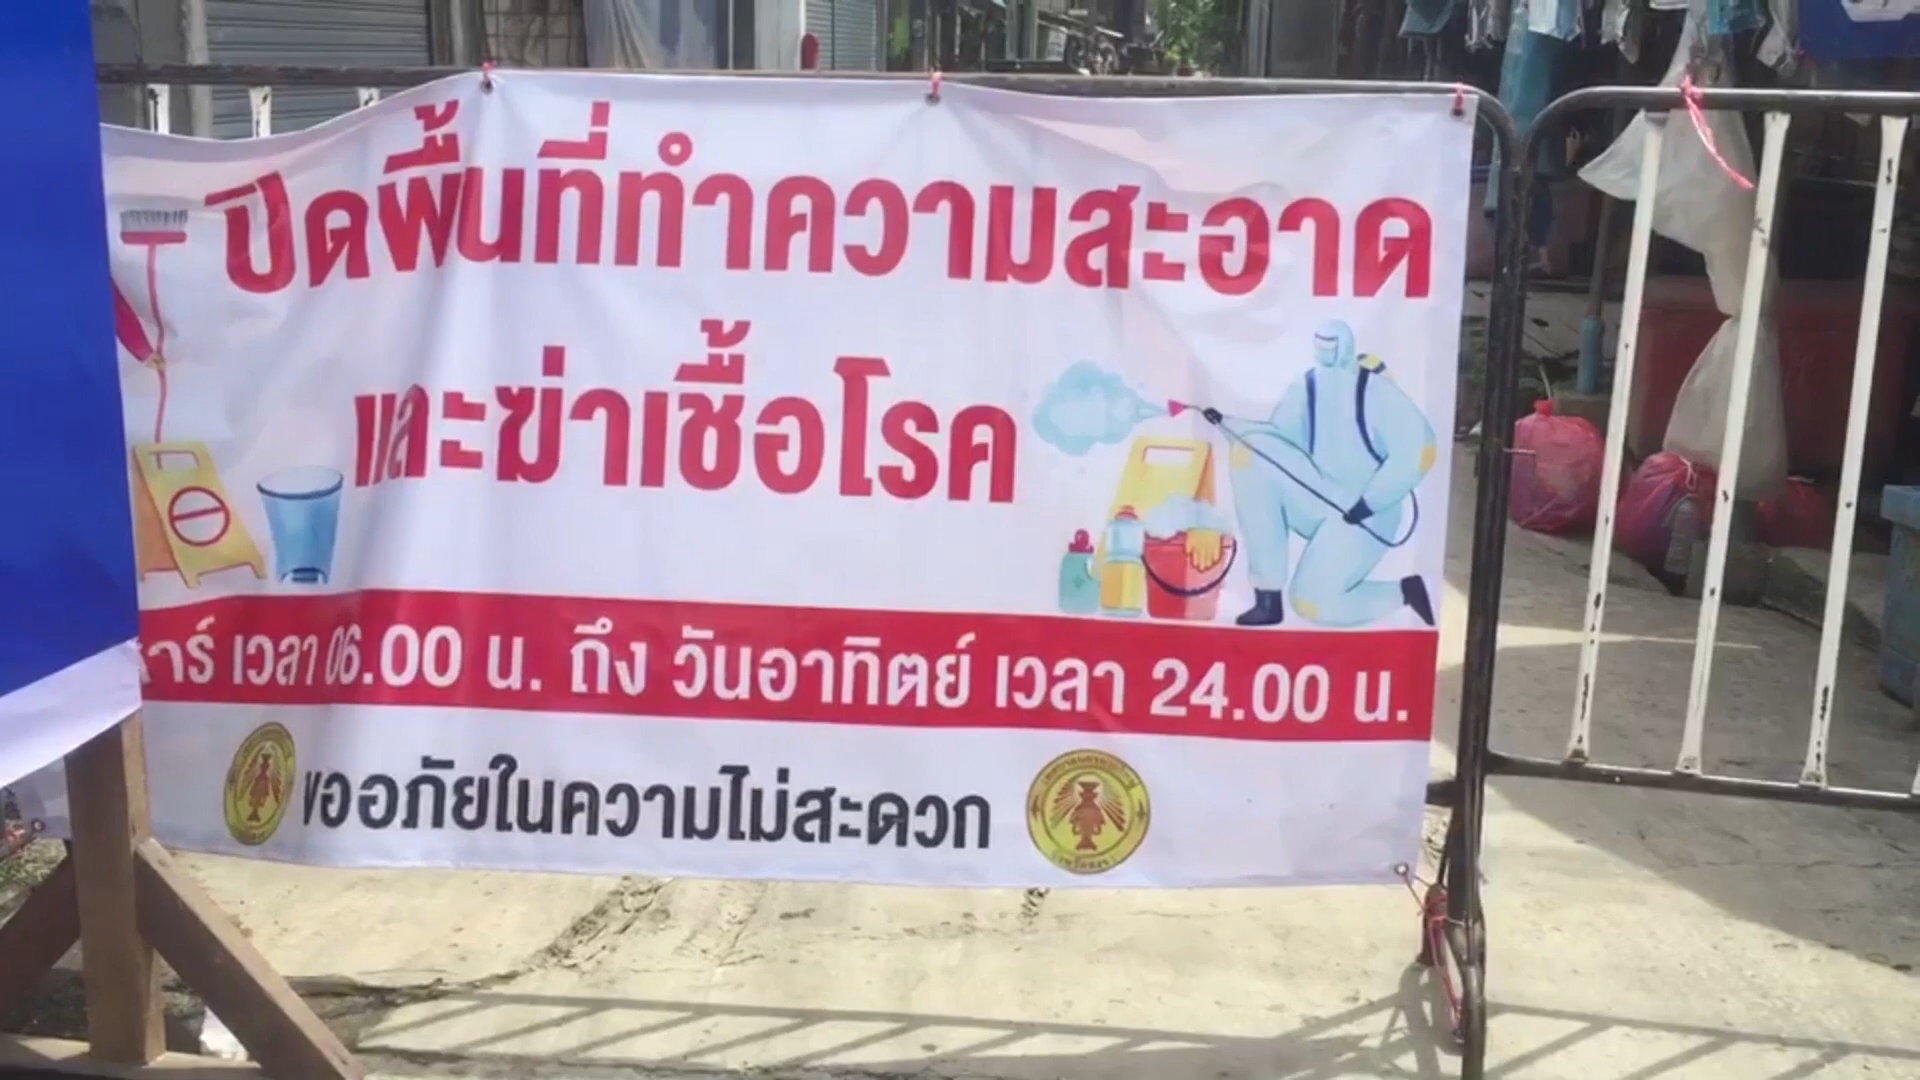 ปิดพื้นที่ทำความสะอาด
และฆ่าเชื้อโรค
เวลา 06.00 น. ถึง วันอาทิตย์ เวลา 24.00 น.
ขออภัยในความไม่สะดวก